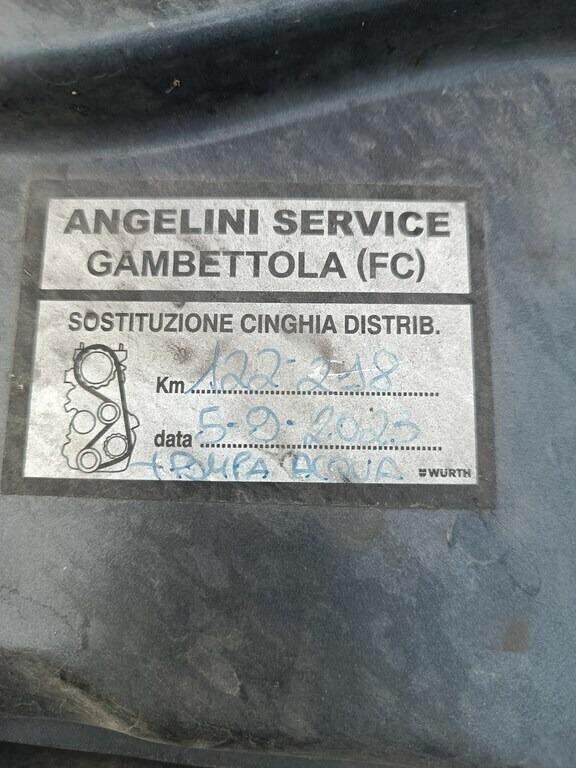 ANGELINI SERVICE
GAMBETTOLA (FC)
SOSTITUZIONE CINGHIA DISTRIB.
Km 122-218
data 5-9-2023
+ POMPA ACQUA WÜRTH